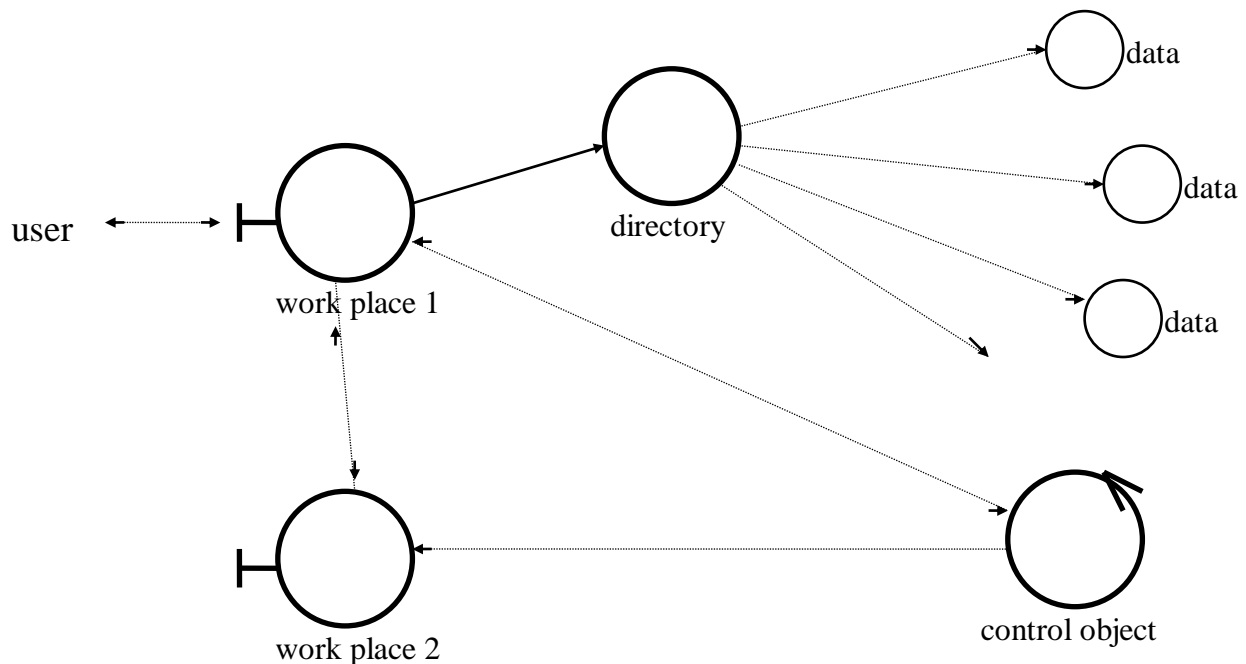 data
data
directory
user
work place 1
data
control object
work place 2